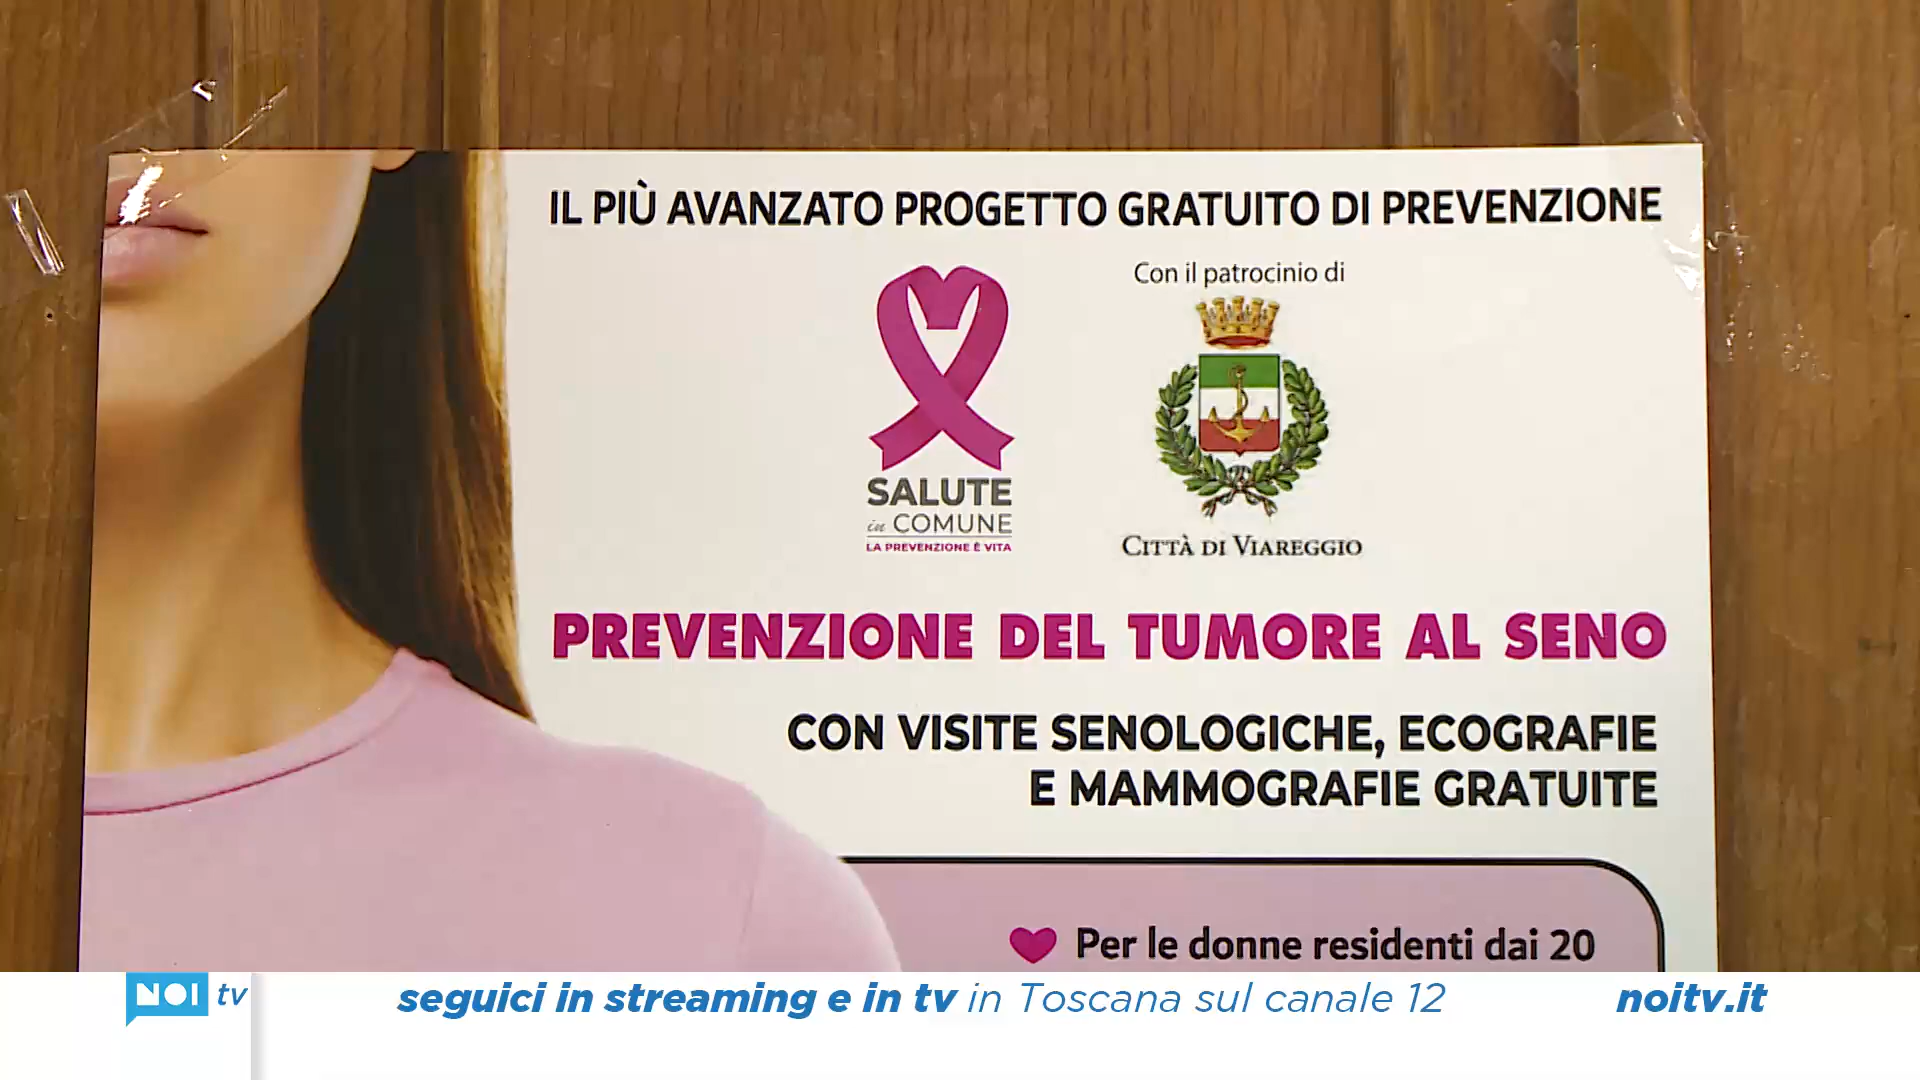 IL PIÙ AVANZATO PROGETTO GRATUITO DI PREVENZIONE
Con il patrocinio di
SALUTE
in COMUNE
LA PREVENZIONE È VITA
CITTÀ DI VIAREGGIO
PREVENZIONE DEL TUMORE AL SENO
CON VISITE SENOLOGICHE, ECOGRAFIE
E MAMMOGRAFIE GRATUITE
Per le donne residenti dai 20
NOI tv
seguici in streaming e in tv in Toscana sul canale 12
noitv.it